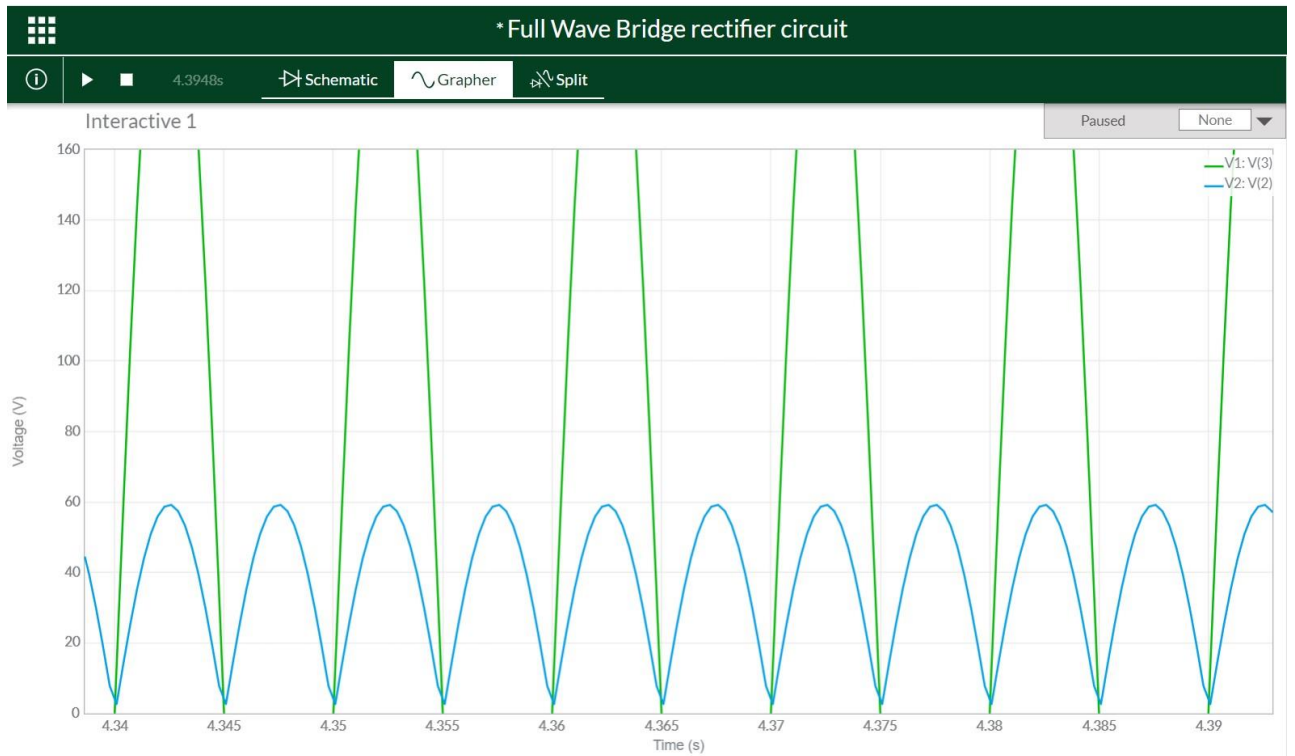 * Full Wave Bridge rectifier circuit
4.3948s Schematic Grapher Split
Interactive 1
Paused None
V1: V(3)
V2: V(2)
160
140
120
100
80
60
40
20
0
Voltage (V)
4.34 4.345 4.35 4.355 4.36 4.365 4.37 4.375 4.38 4.385 4.39
Time (s)